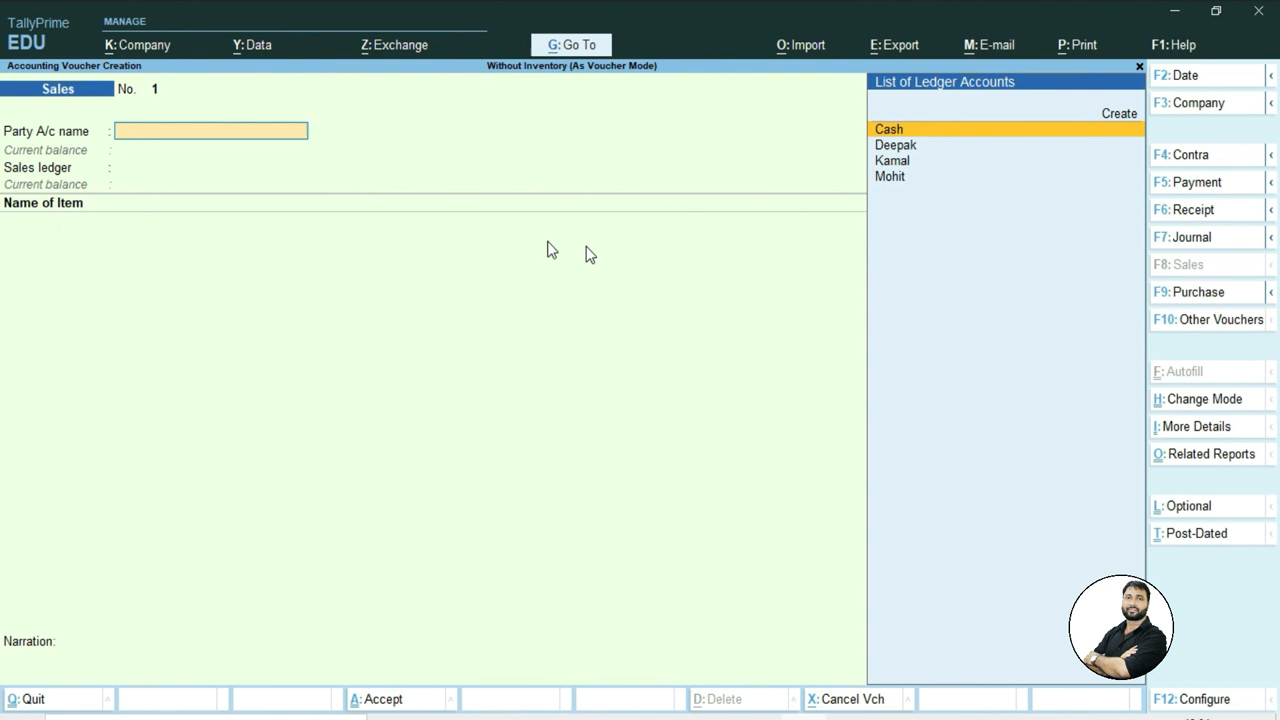 TallyPrime
EDU
MANAGE
K: Company
Y: Data
Z: Exchange
G: Go To
O: Import
E: Export
M: E-mail
P: Print
F1: Help
Accounting Voucher Creation
Without Inventory (As Voucher Mode)
×
Sales No. 1
Party A/c name :
Current balance :
Sales ledger :
Current balance :
Name of Item
Narration:
List of Ledger Accounts
Create
Cash
Deepak
Kamal
Mohit
F2: Date
F3: Company
F4: Contra
F5: Payment
F6: Receipt
F7: Journal
F8: Sales
F9: Purchase
F10: Other Vouchers
F: Autofill
H: Change Mode
I: More Details
O: Related Reports
L: Optional
T: Post-Dated
Q: Quit
A: Accept
D: Delete
X: Cancel Vch
F12: Configure